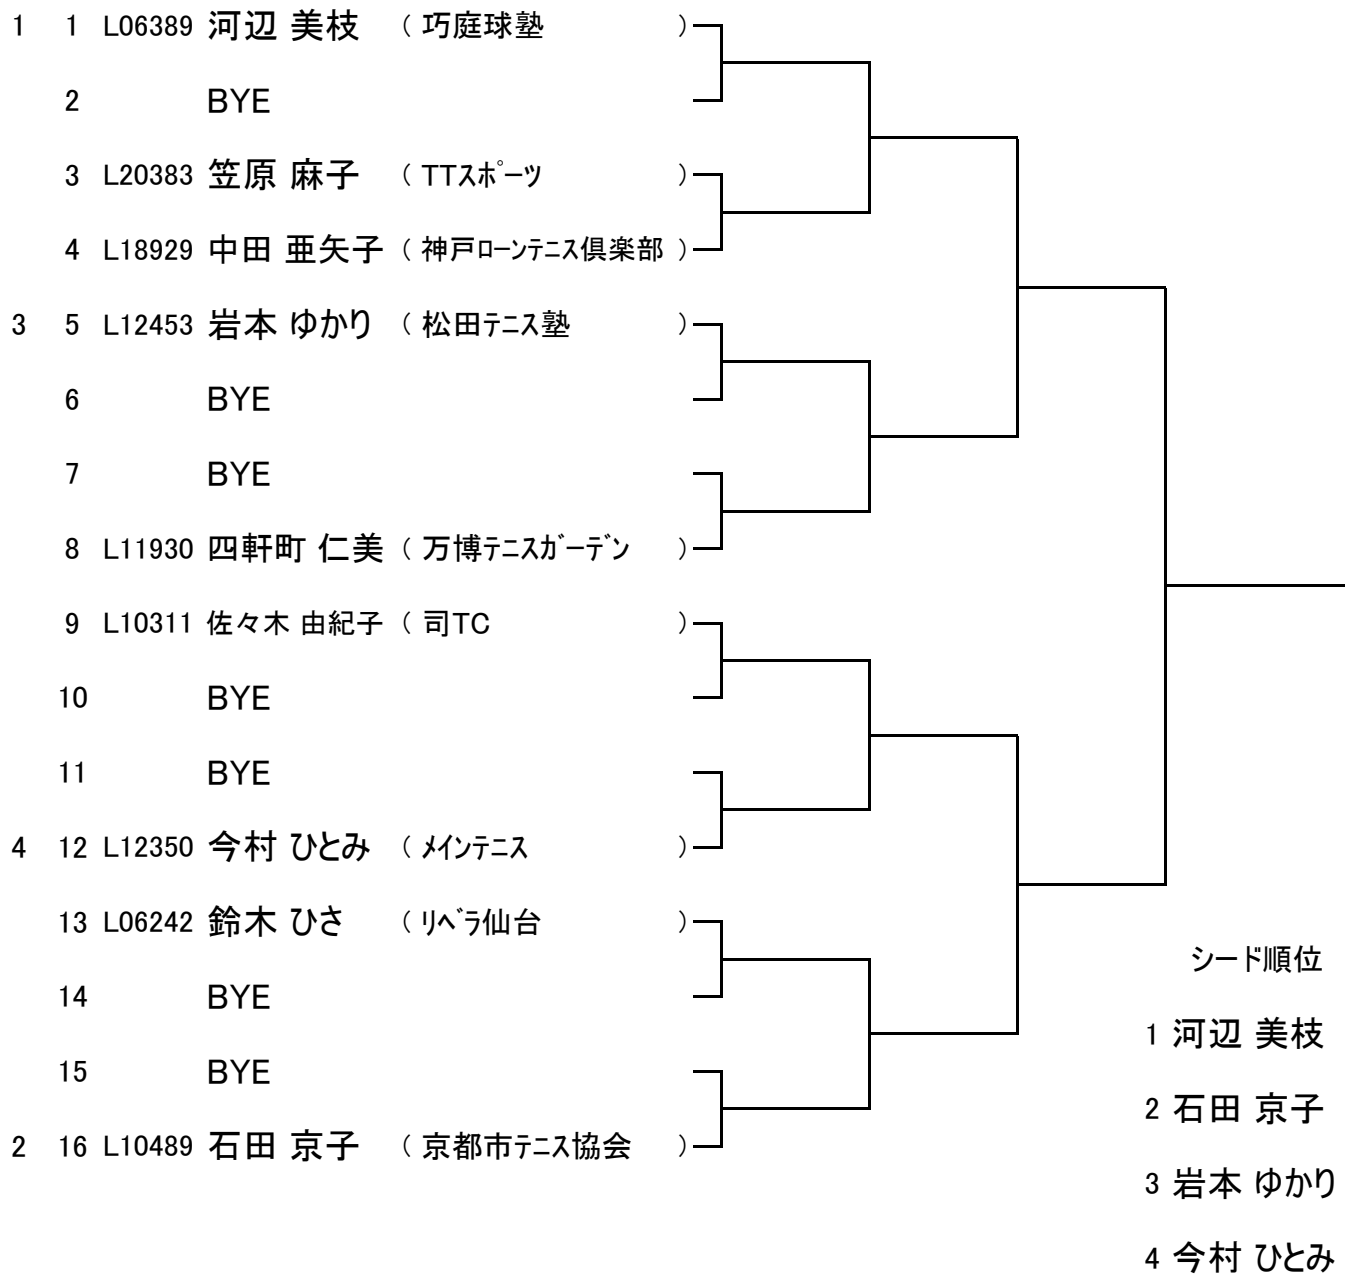 1 1 L06389 河辺 美枝 ( 巧庭球塾 )
2 BYE
3 L20383 笠原 麻子 ( TTｽﾎﾟｰﾂ )
4 L18929 中田 亜矢子 ( 神戸ﾛｰﾝﾃﾆｽ倶楽部 )
3 5 L12453 岩本 ゆかり ( 松田ﾃﾆｽ塾 )
6 BYE
7 BYE
8 L11930 四軒町 仁美 ( 万博ﾃﾆｽｶﾞｰﾃﾞﾝ )
9 L10311 佐々木 由紀子 ( 司TC )
10 BYE
11 BYE
4 12 L12350 今村 ひとみ ( ﾒｲﾝﾃﾆｽ )
13 L06242 鈴木 ひさ ( ﾘﾍﾞﾗ仙台 )
14 BYE
15 BYE
2 16 L10489 石田 京子 ( 京都市ﾃﾆｽ協会 )
シード順位
1 河辺 美枝
2 石田 京子
3 岩本 ゆかり
4 今村 ひとみ